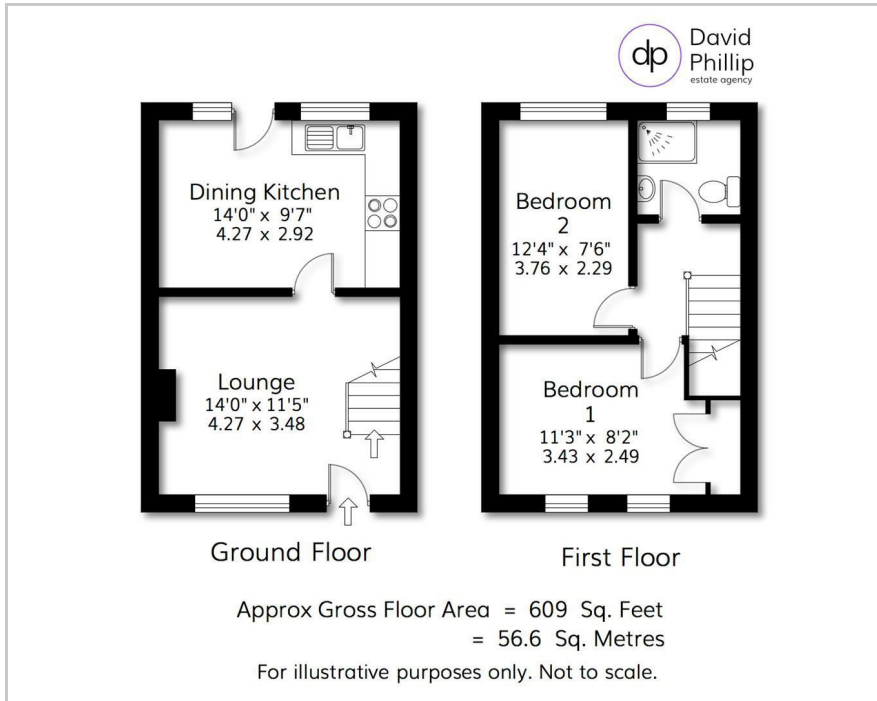 dp
David
Phillip
estate agency
Dining Kitchen
14'0" x 9'7"
4.27 x 2.92
Lounge
14'0" x 11'5"
4.27 x 3.48
Ground Floor
Bedroom
2
12'4" x 7'6"
3.76 x 2.29
Bedroom
1
11'3" x 8'2"
3.43 x 2.49
First Floor
Approx Gross Floor Area = 609 Sq. Feet
= 56.6 Sq. Metres
For illustrative purposes only. Not to scale.